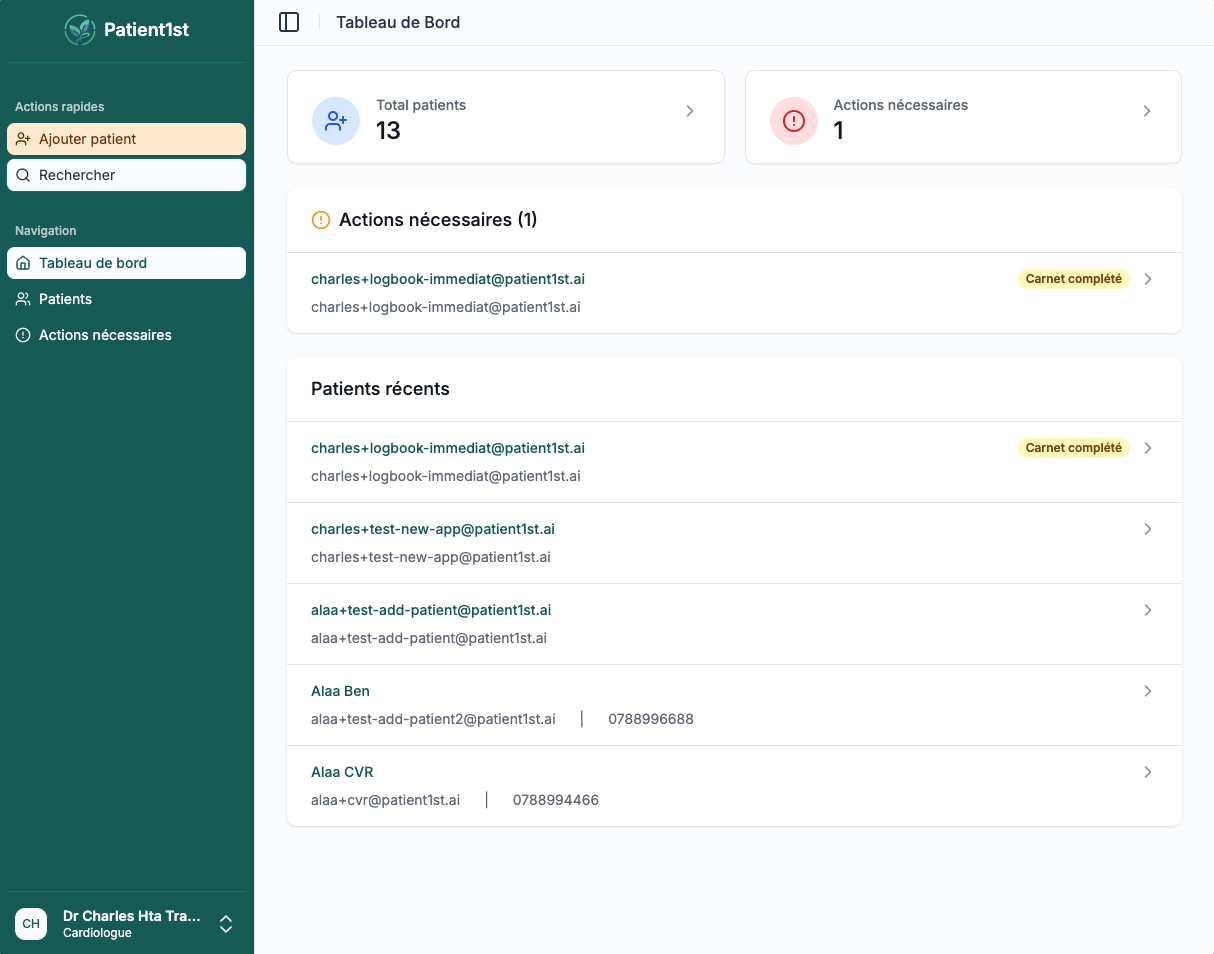 Patient1st
Actions rapides
Ajouter patient
Rechercher
Navigation
Tableau de bord
Patients
Actions nécessaires
CH
Dr Charles Hta Tra...
Cardiologue
Tableau de Bord
Total patients
13
Actions nécessaires
1
Actions nécessaires (1)
charles+logbook-immediat@patient1st.ai
Carnet complété
charles+logbook-immediat@patient1st.ai
Patients récents
charles+logbook-immediat@patient1st.ai
Carnet complété
charles+logbook-immediat@patient1st.ai
charles+test-new-app@patient1st.ai
charles+test-new-app@patient1st.ai
alaa+test-add-patient@patient1st.ai
alaa+test-add-patient@patient1st.ai
Alaa Ben
alaa+test-add-patient2@patient1st.ai | 0788996688
Alaa CVR
alaa+cvr@patient1st.ai | 0788994466